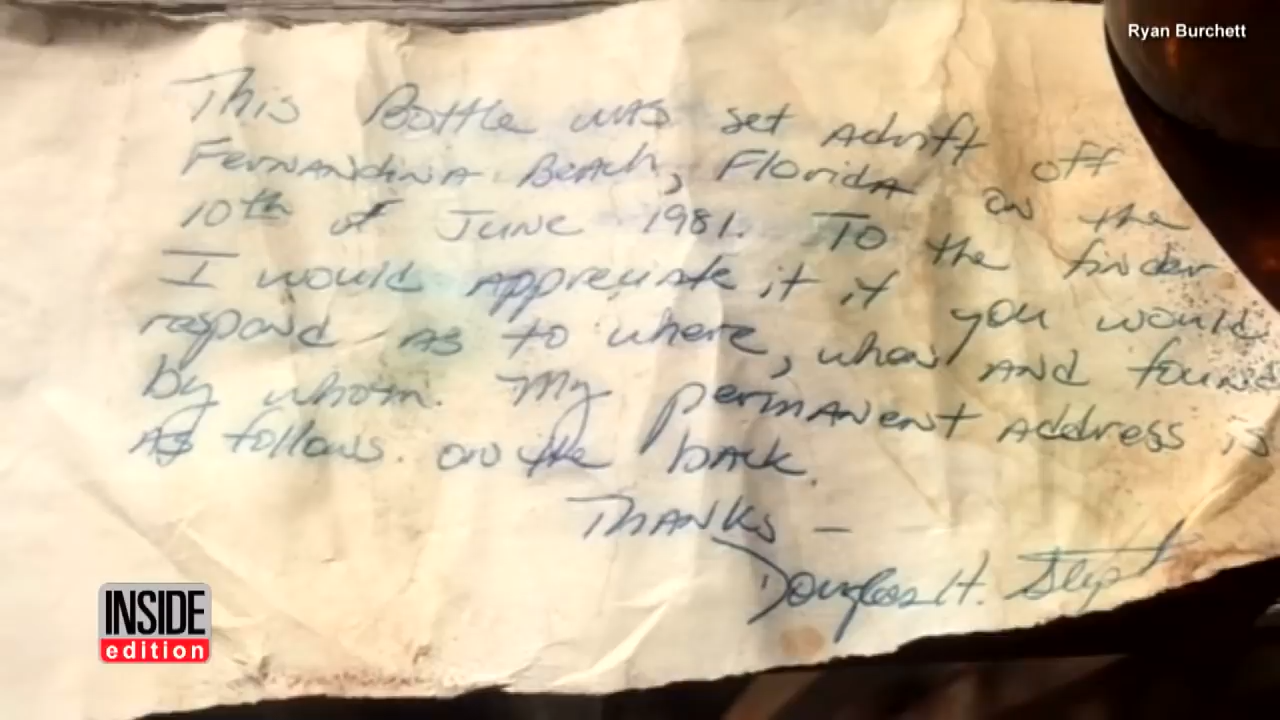 Ryan Burchett
This Bottle was set adrift off
Fernandina Beach, Florida on the
10th of June 1981. To the finder
I would appreciate it if you would
respond as to where, when and found
by whom. My permanent address is
As follows. on the back.
Thanks –
Douglas H.
INSIDE
edition